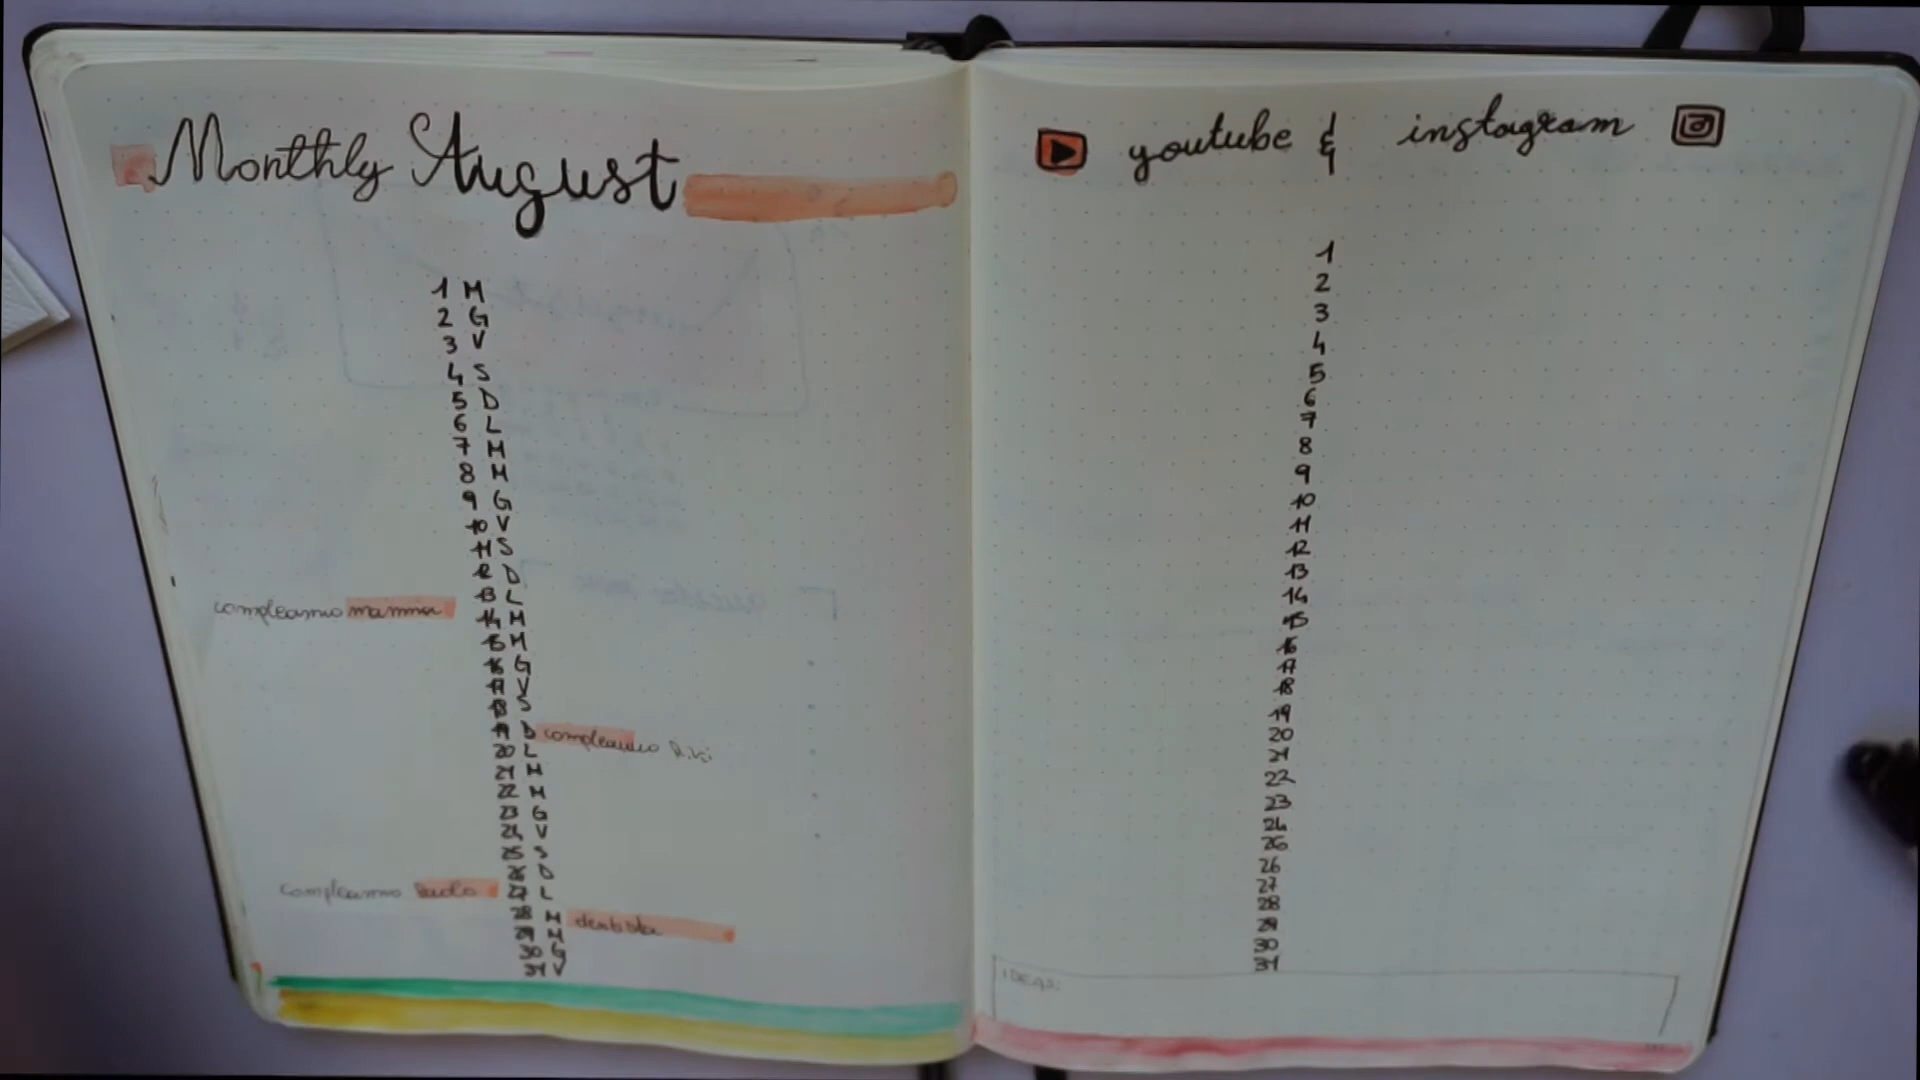 Monthly August
1 M
2 G
3 V
4 S
5 D
6 L
7 M
8 M
9 G
10 V
11 S
12 D
13 L
compleanno mamma 14 M
15 M
16 G
17 V
18 S
19 D compleanno
20 L
21 M
22 M
23 G
24 V
25 S
26 D
compleanno Paolo 27 L
28 M dentista
29 M
30 G
31 V
youtube & instagram
1
2
3
4
5
6
7
8
9
10
11
12
13
14
15
16
17
18
19
20
21
22
23
24
25
26
27
28
29
30
31